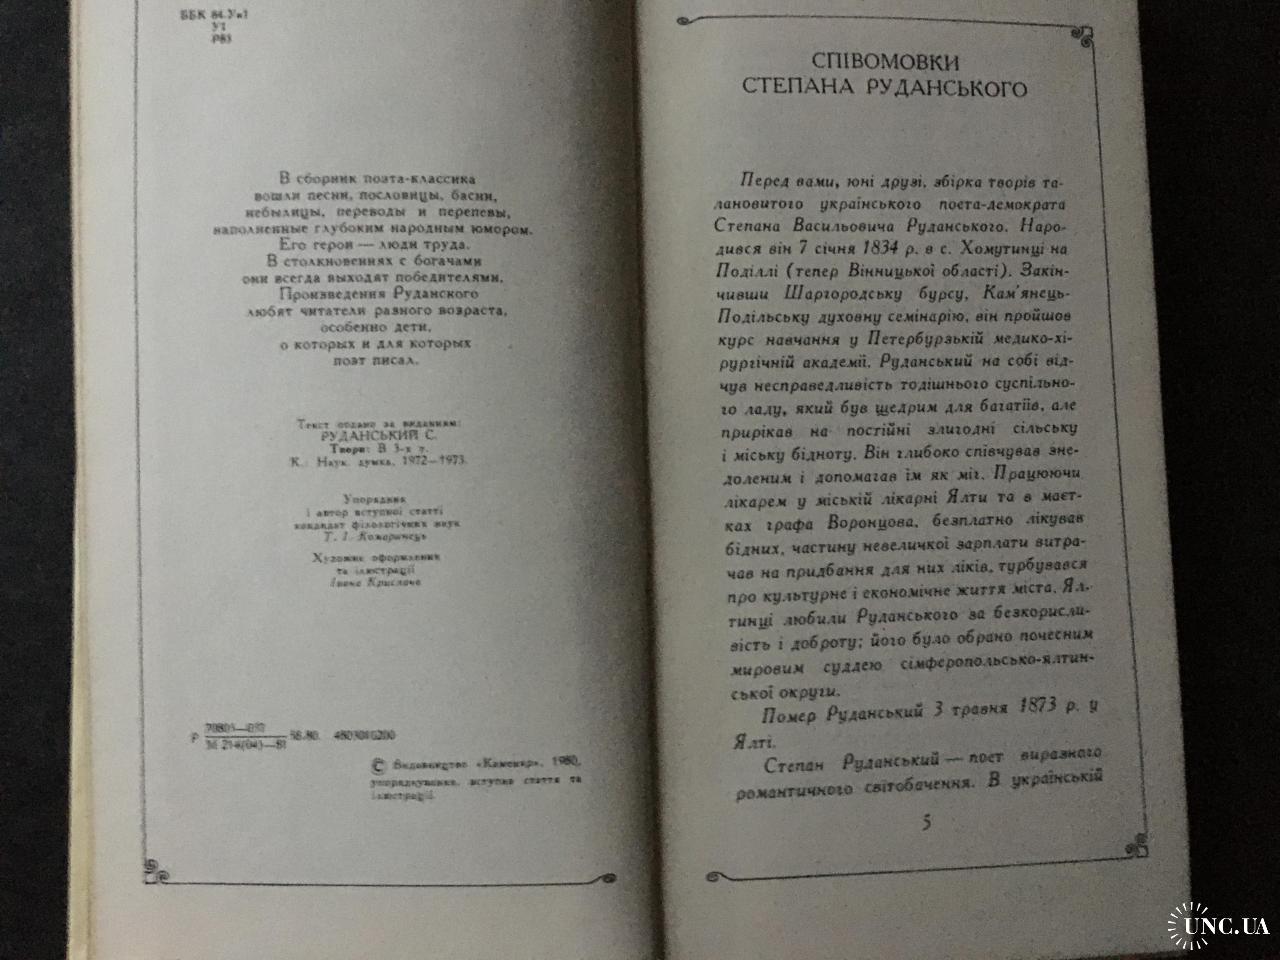 ББК 84.Ук1
У1
Р83
В сборник поэта-классика
вошли песни, пословицы, басни,
небылицы, переводы и перепевы,
наполненные глубоким народным юмором.
Его герои — люди труда.
В столкновениях с богачами
они всегда выходят победителями.
Произведения Руданского
любят читатели разного возраста,
особенно дети,
о которых и для которых
поэт писал.
Текст подано за виданням:
РУДАНСЬКИЙ С.
Твори: В 3-х т.
К.: Наук. думка, 1972—1973.
Упорядник
і автор вступної статті
кандидат філологічних наук
Т. І. Комаринець
Художнє оформлення
та ілюстрації
Івана Крислача
Р
М 214(04)—81 58.80. 4803010200
© Видавництво «Каменяр», 1980,
упорядкування, вступна стаття та
ілюстрації.
СПІВОМОВКИ
СТЕПАНА РУДАНСЬКОГО
Перед вами, юні друзі, збірка творів та-
лановитого українського поета-демократа
Степана Васильовича Руданського. Наро-
дився він 7 січня 1834 р. в с. Хомутинці на
Поділлі (тепер Вінницької області). Закін-
чивши Шаргородську бурсу, Кам'янець-
Подільську духовну семінарію, він пройшов
курс навчання у Петербурзькій медико-хі-
рургічній академії. Руданський на собі від-
чув несправедливість тодішнього суспільно-
го ладу, який був щедрим для багатіїв, але
прирікав на постійні злигодні сільську
і міську бідноту. Він глибоко співчував зне-
доленим і допомагав їм як міг. Працюючи
лікарем у міській лікарні Ялти та в маєт-
ках графа Воронцова, безплатно лікував
бідних, частину невеличкої зарплати витра-
чав на придбання для них ліків, турбувався
про культурне і економічне життя міста. Ял-
тинці любили Руданського за безкорисли-
вість і доброту; його було обрано почесним
мировим суддею сімферопольсько-ялтин-
ської округи.
Помер Руданський 3 травня 1873 р. у
Ялті.
Степан Руданський — поет виразного
романтичного світобачення. В українській
5
UNC.UA